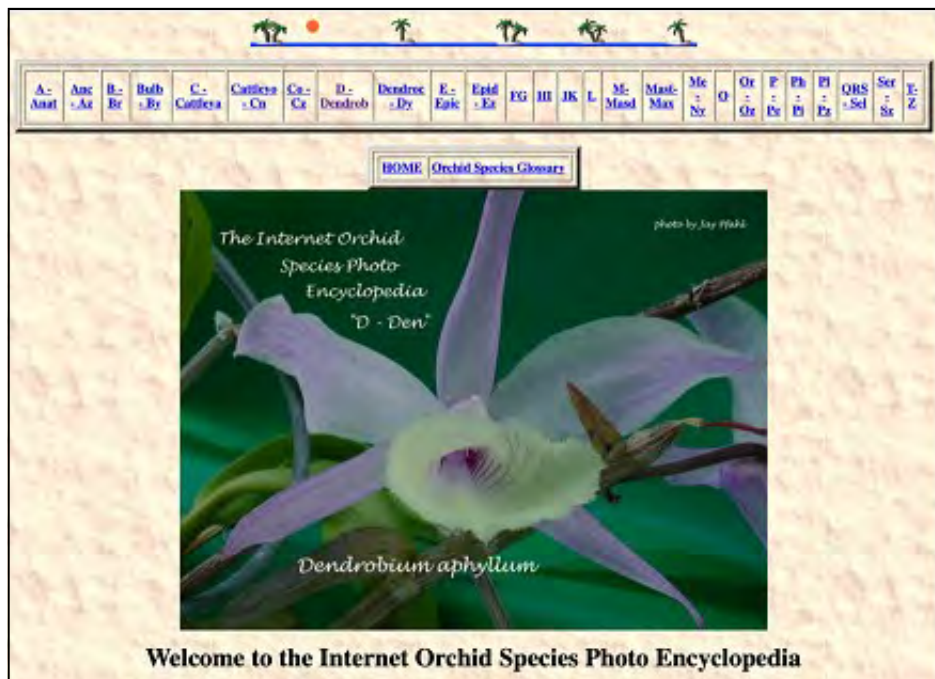 A - Anat
Anc - Az
B - Br
Bulb - By
C - Cattleya
Cattleyo - Cn
Co - Cz
D - Dendrob
Dendroc - Dy
E - Epic
Epid - Ez
FG
HI
JK
L
M- Masd
Mast- Max
Me - Ny
O
Or - Oz
P - Pe
Ph - Pi
Pl - Pz
QRS - Sel
Ser - Sz
T- Z
HOME
Orchid Species Glossary
photo by Jay Pfahl
The Internet Orchid
Species Photo
Encyclopedia
"D - Den"
Dendrobium aphyllum
Welcome to the Internet Orchid Species Photo Encyclopedia